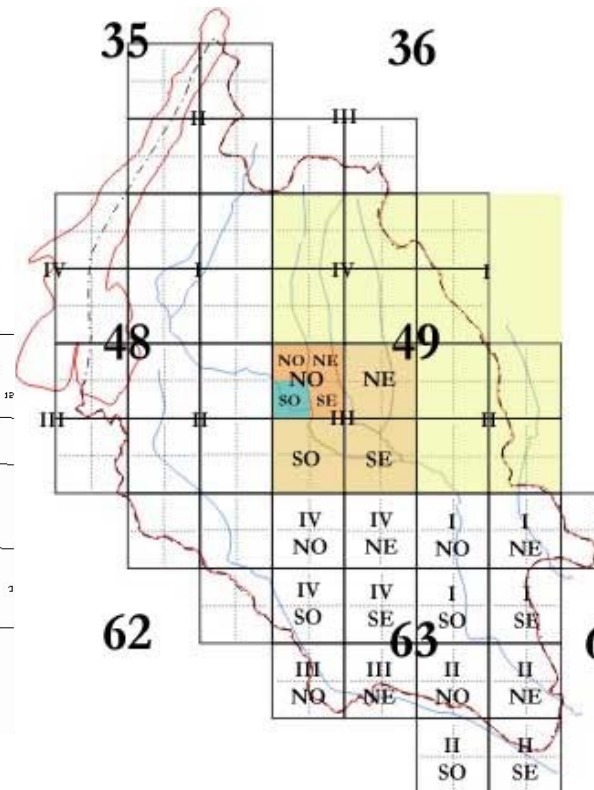 35
36
II III
IV I IV I
48 49
NO NE
NO NE
SO SE
III II III II
SO SE
IV IV I I
NO NE NO NE
IV IV I I
SO SE SO SE
62 63
III III II II
NO NE NO NE
II II
SO SE